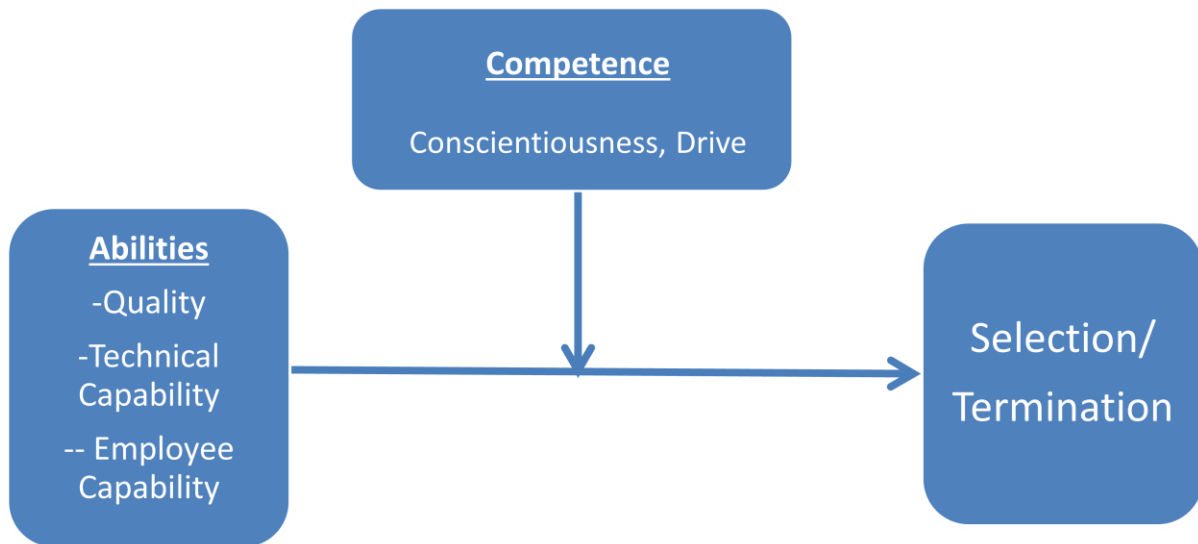 Competence
Conscientiousness, Drive
Abilities
-Quality
-Technical
Capability
-- Employee
Capability
Selection/
Termination